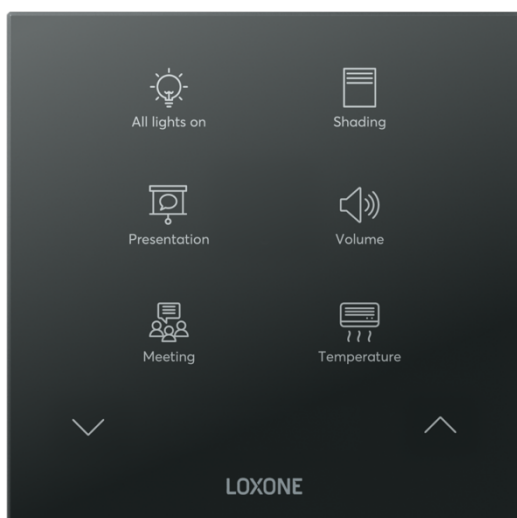 All lights on
Shading
Presentation
Volume
Meeting
Temperature
LOXONE